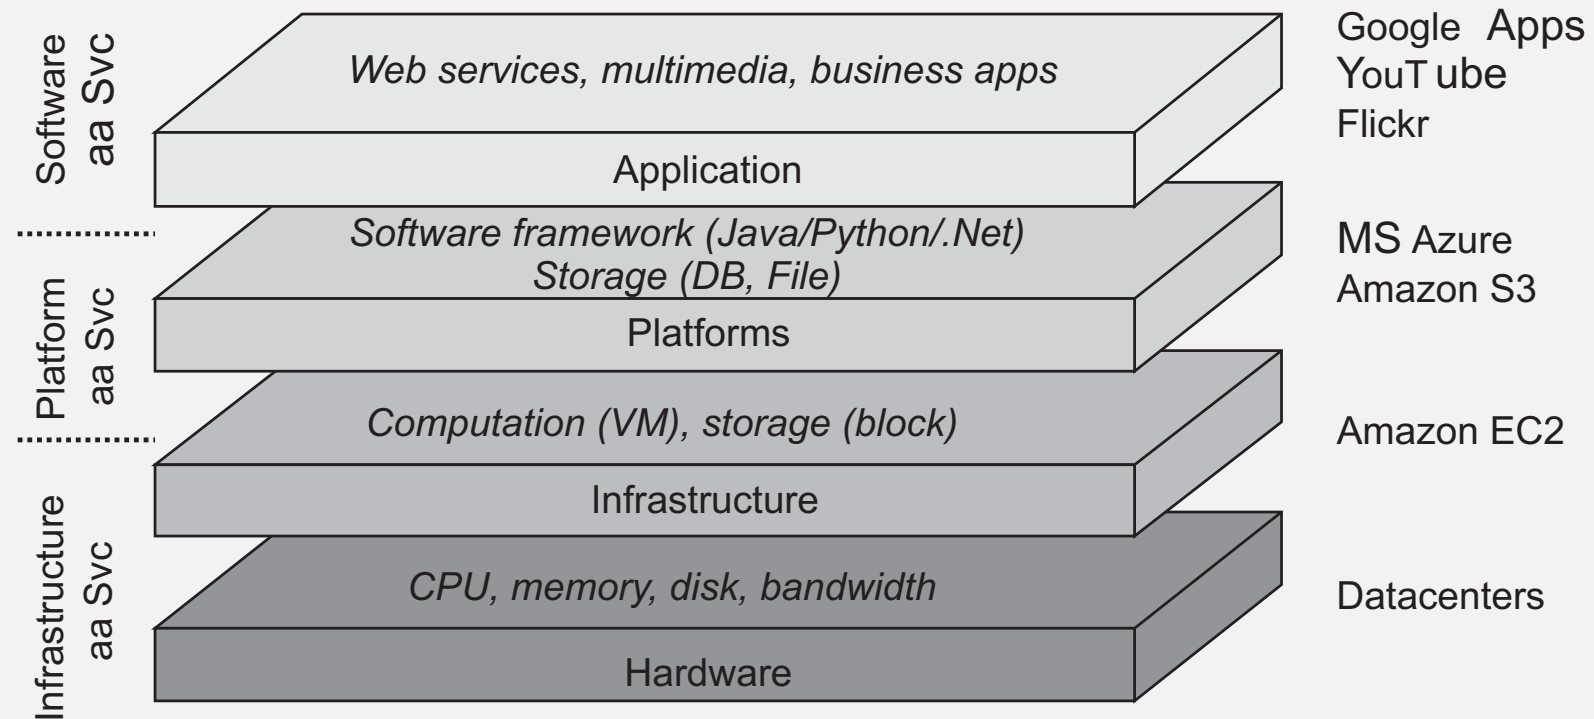 Software
aa Svc
Web services, multimedia, business apps
Application
Google Apps
YouTube
Flickr
Platform
aa Svc
Software framework (Java/Python/.Net)
Storage (DB, File)
Platforms
MS Azure
Amazon S3
Infrastructure
aa Svc
Computation (VM), storage (block)
Infrastructure
Amazon EC2
CPU, memory, disk, bandwidth
Hardware
Datacenters